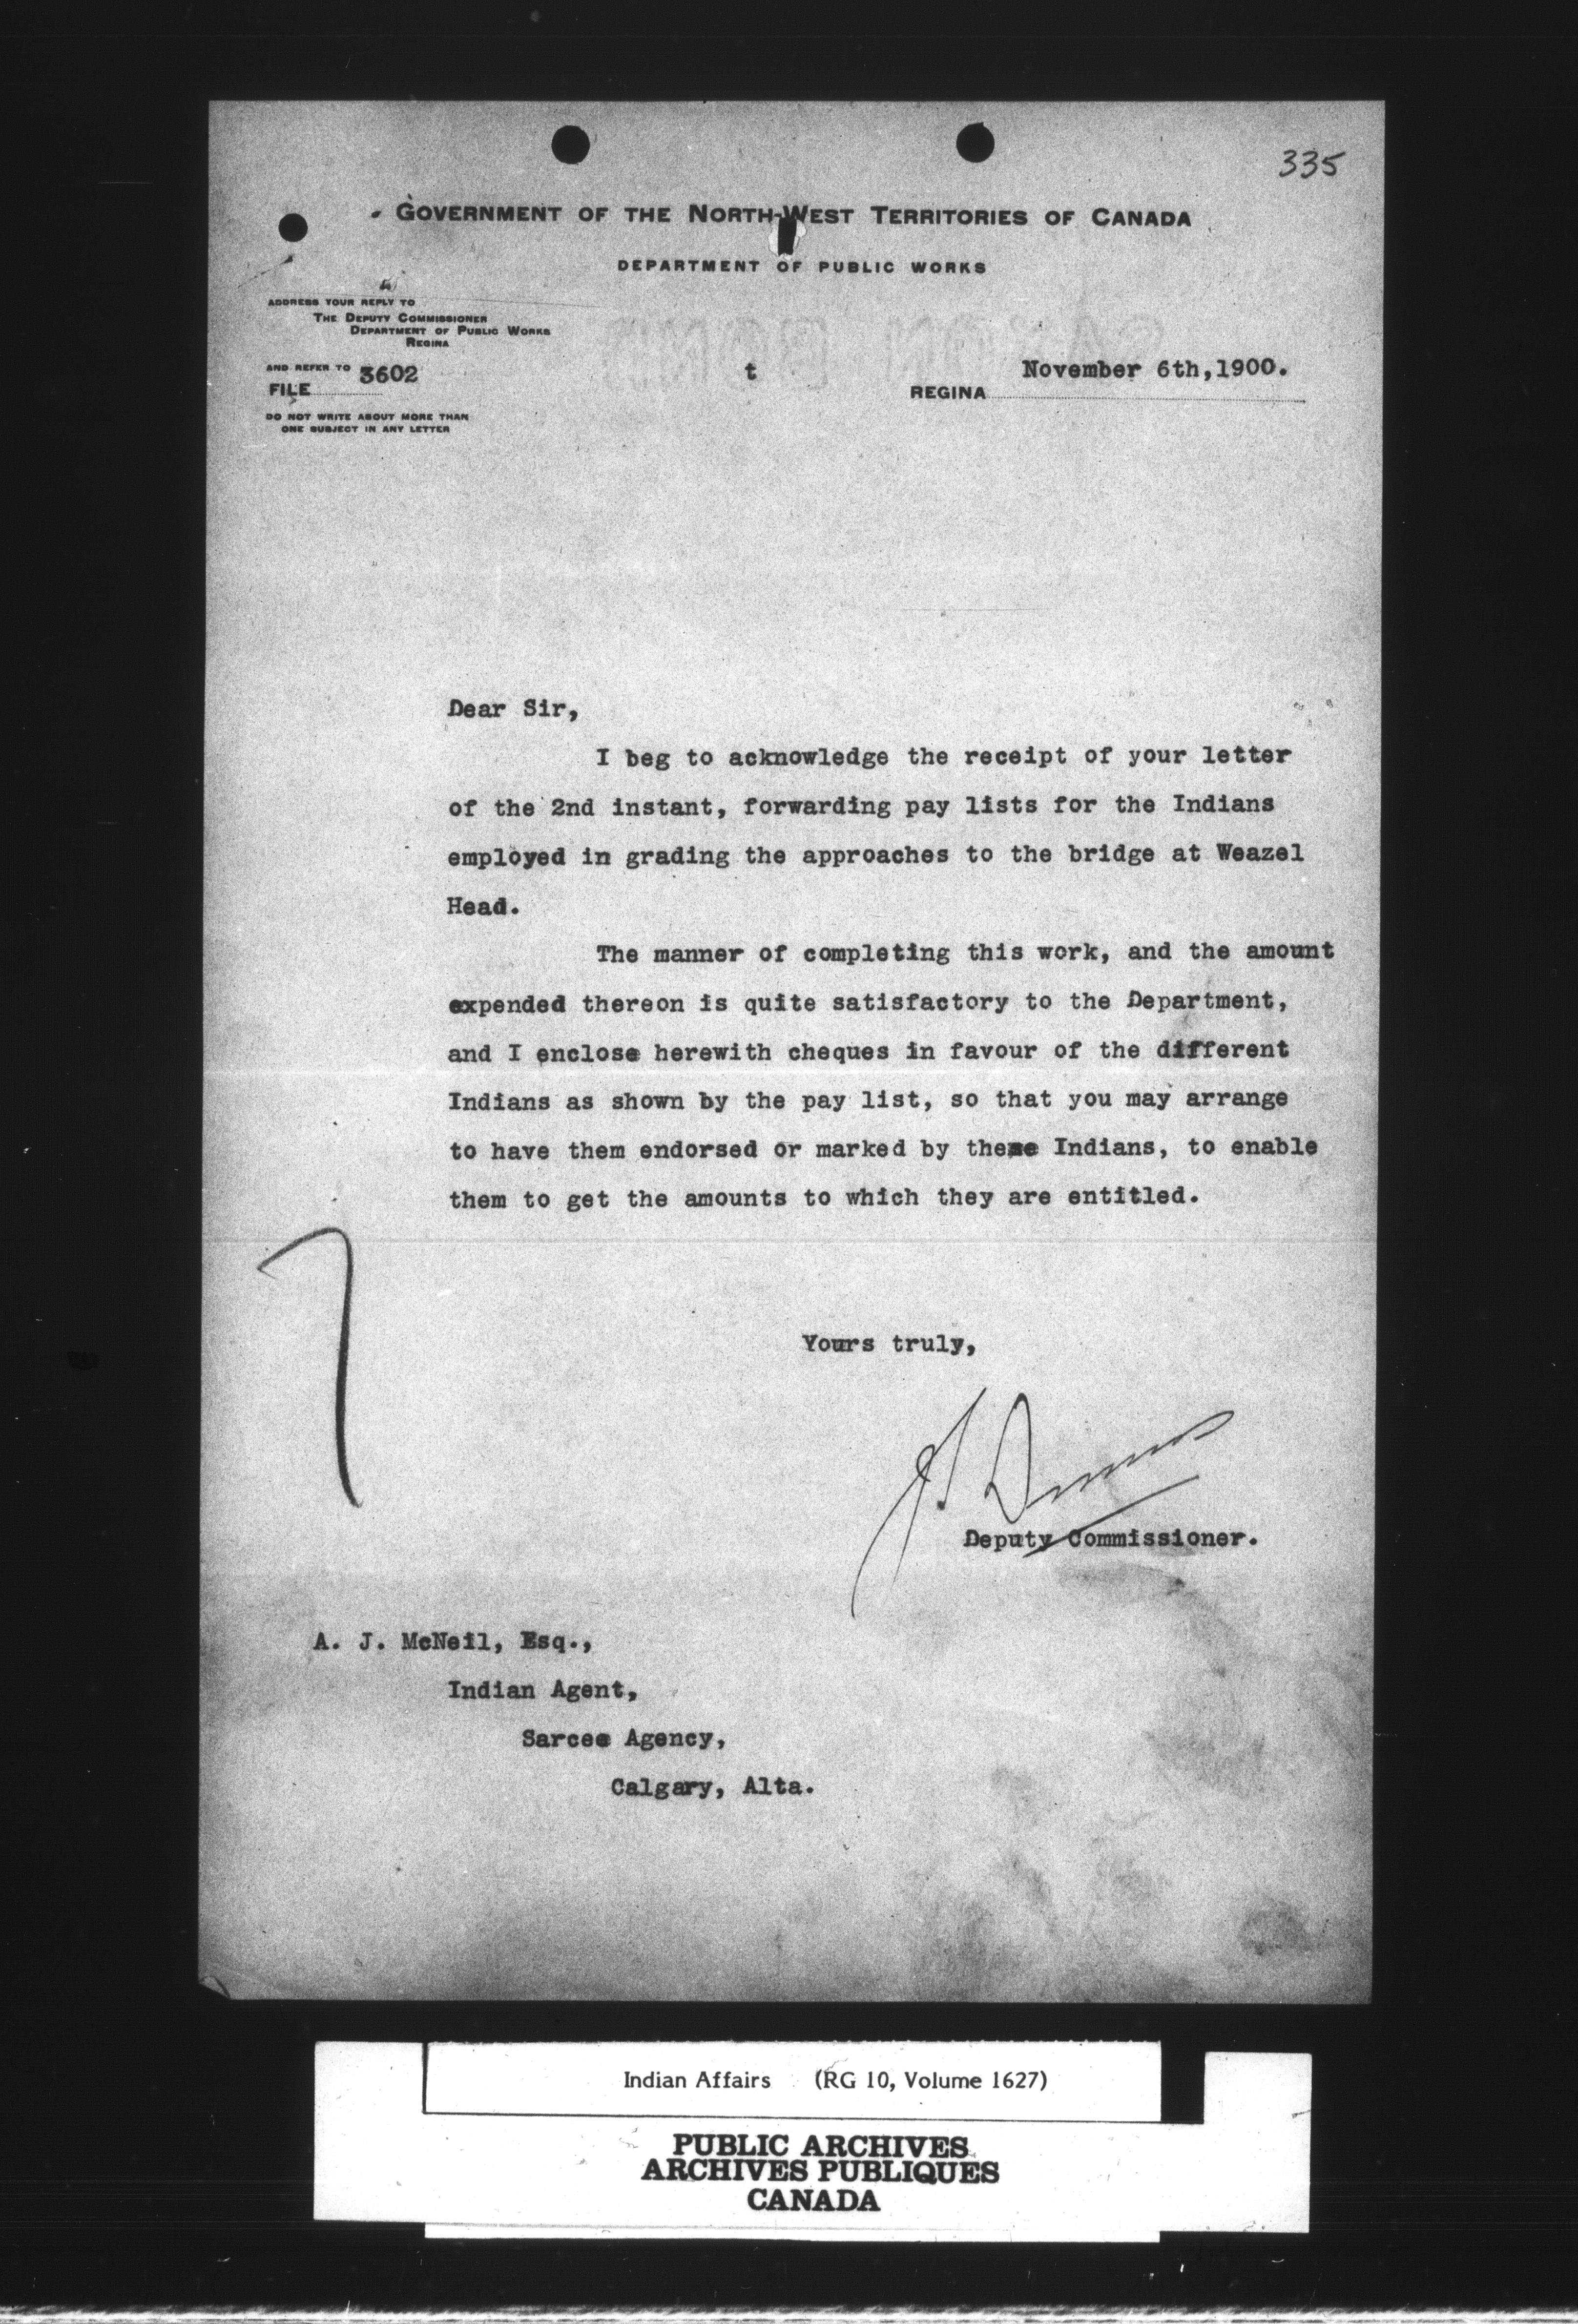 335
GOVERNMENT OF THE NORTH-WEST TERRITORIES OF CANADA
DEPARTMENT OF PUBLIC WORKS
ADDRESS YOUR REPLY TO
THE DEPUTY COMMISSIONER
DEPARTMENT OF PUBLIC WORKS
REGINA
AND REFER TO 3602
FILE
DO NOT WRITE ABOUT MORE THAN
ONE SUBJECT IN ANY LETTER
t
REGINA November 6th, 1900.
Dear Sir,
I beg to acknowledge the receipt of your letter
of the 2nd instant, forwarding pay lists for the Indians
employed in grading the approaches to the bridge at Weazel
Head.
The manner of completing this work, and the amount
expended thereon is quite satisfactory to the Department,
and I enclose herewith cheques in favour of the different
Indians as shown by the pay list, so that you may arrange
to have them endorsed or marked by these Indians, to enable
them to get the amounts to which they are entitled.
Yours truly,
J S Dennis
Deputy Commissioner.
A. J. McNeil, Esq.,
Indian Agent,
Sarcee Agency,
Calgary, Alta.
Indian Affairs (RG 10, Volume 1627)
PUBLIC ARCHIVES
ARCHIVES PUBLIQUES
CANADA